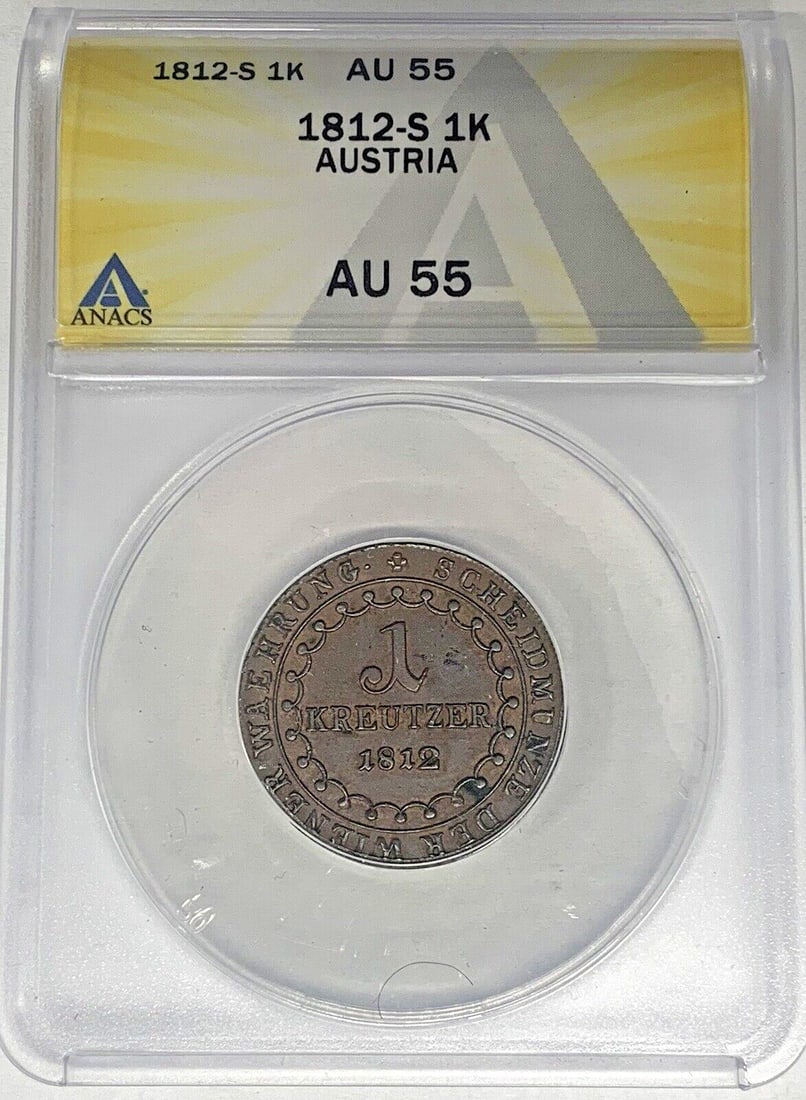 1812-S 1K AU 55
1812-S 1K
AUSTRIA
AU 55
ANACS
SCHEIDMUNZE DER WIENER WAEHRUNG.
1
KREUTZER.
1812